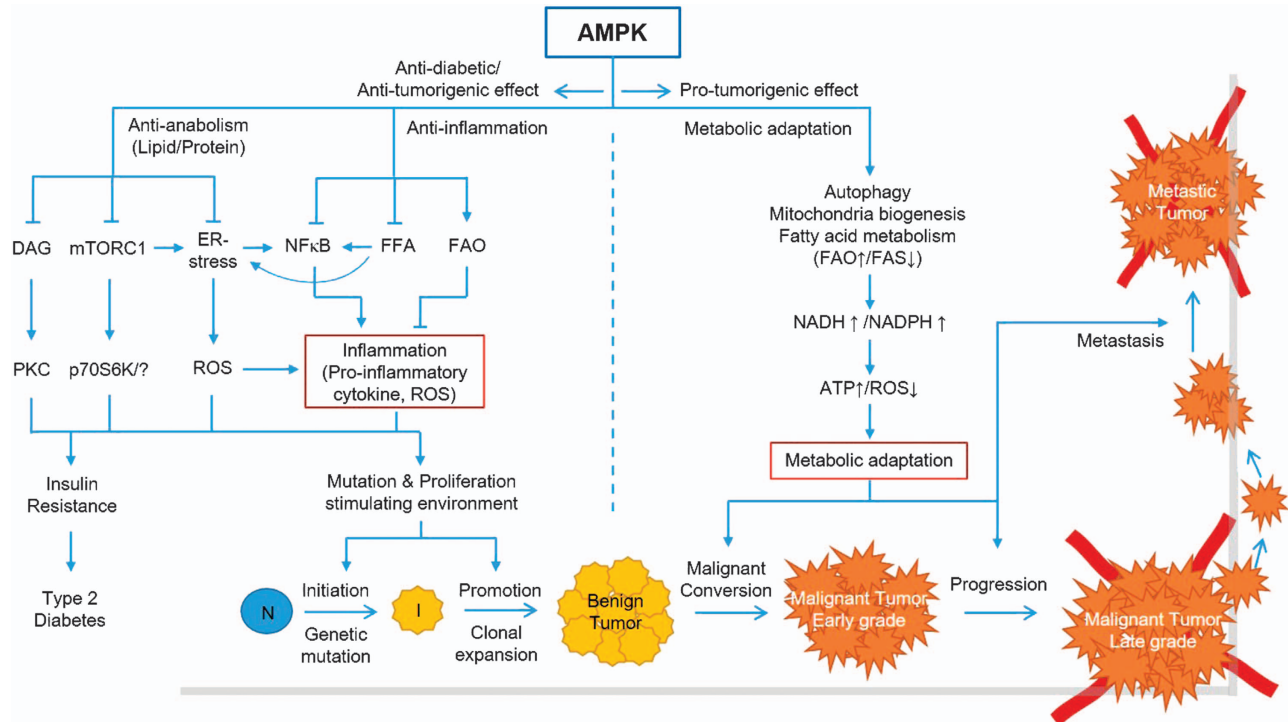 AMPK
Anti-diabetic/
Anti-tumorigenic effect
Pro-tumorigenic effect
Anti-anabolism
(Lipid/Protein)
Anti-inflammation
Metabolic adaptation
DAG
mTORC1
ER-
stress
NFκB
FFA
FAO
Autophagy
Mitochondria biogenesis
Fatty acid metabolism
(FAO↑/FAS↓)
NADH ↑ /NADPH ↑
ATP↑/ROS↓
Metabolic adaptation
PKC
p70S6K/?
ROS
Inflammation
(Pro-inflammatory
cytokine, ROS)
Insulin
Resistance
Type 2
Diabetes
Mutation & Proliferation
stimulating environment
N
Initiation
Genetic
mutation
I
Promotion
Clonal
expansion
Benign
Tumor
Malignant
Conversion
Malignant Tumor
Early grade
Progression
Malignant Tumor
Late grade
Metastasis
Metastic
Tumor